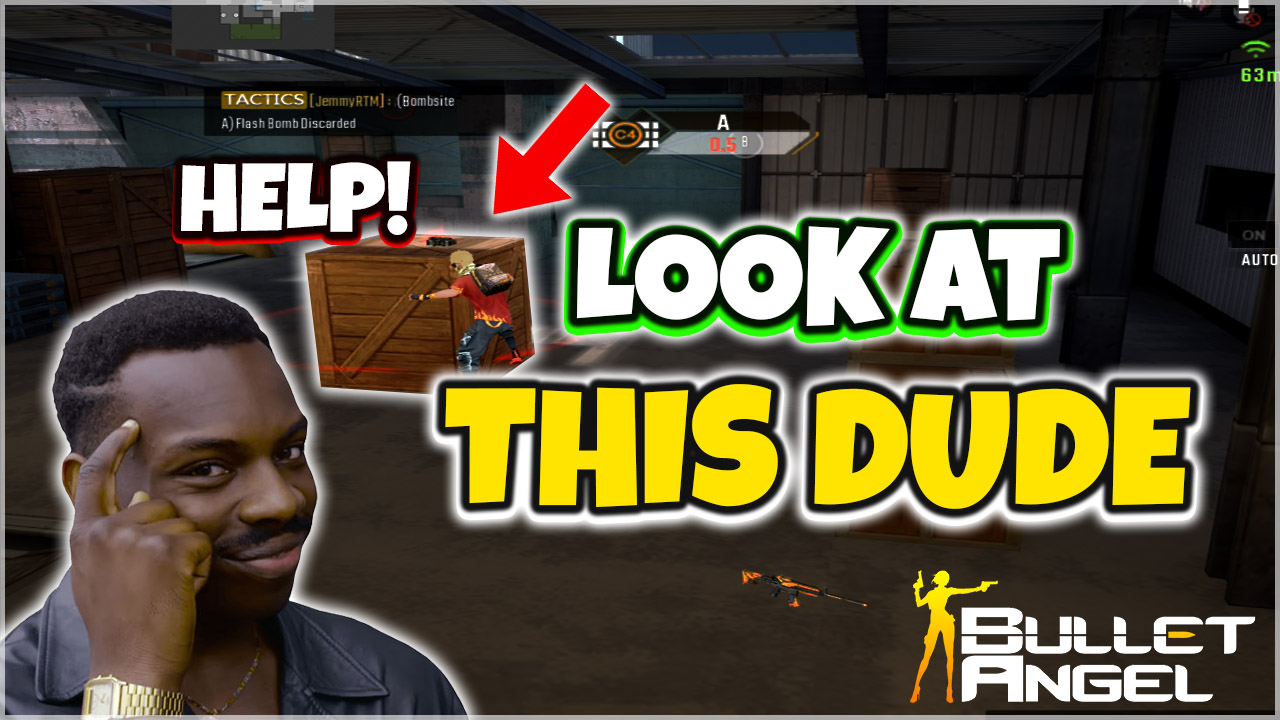 63m
TACTICS [JemmyRTM] : (Bombsite
A) Flash Bomb Discarded
C4
A
0.5 B
HELP!
LOOK AT
ON
AUTO
THIS DUDE
BULLET
ANGEL